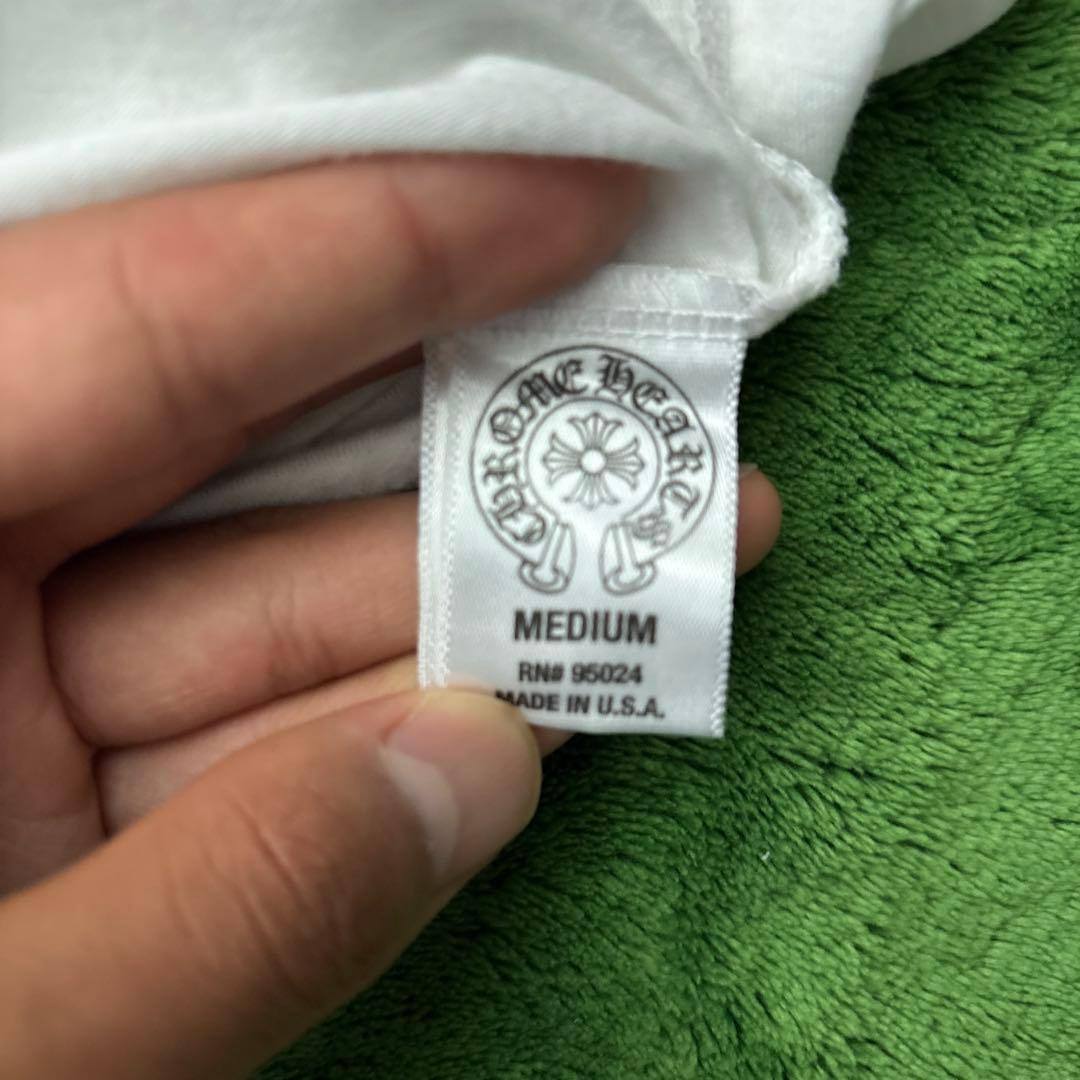 CHROME HEARTS
MEDIUM
RN# 95024
MADE IN U.S.A.